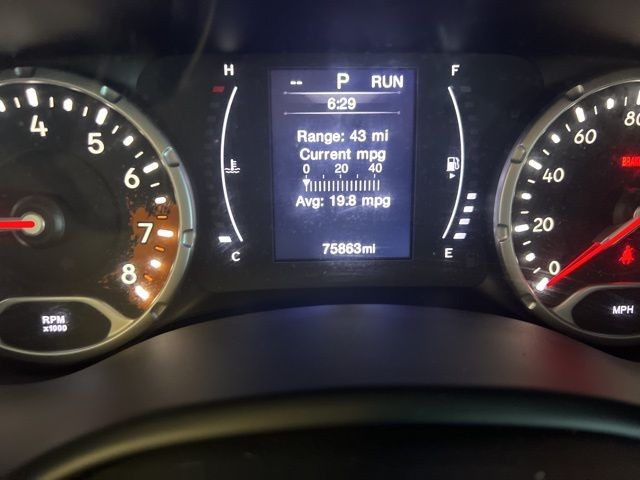 -- P RUN
6:29
Range: 43 mi
Current mpg
0 20 40
Avg: 19.8 mpg
75863mi
H
C
F
E
4
5
6
7
8
RPM
x1000
80
60
40
20
0
MPH